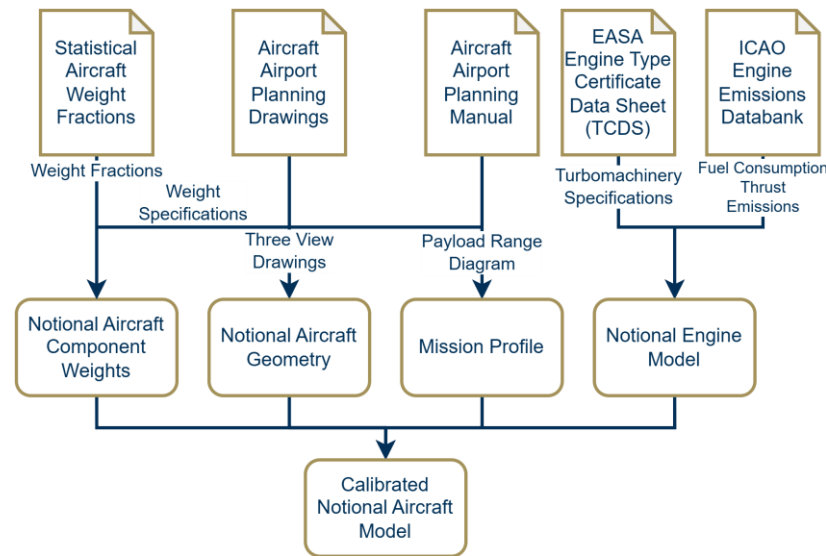 Statistical
Aircraft
Weight
Fractions
Aircraft
Airport
Planning
Drawings
Aircraft
Airport
Planning
Manual
EASA
Engine Type
Certificate
Data Sheet
(TCDS)
ICAO
Engine
Emissions
Databank
Weight Fractions
Weight
Specifications
Three View
Drawings
Payload Range
Diagram
Turbomachinery
Specifications
Fuel Consumption
Thrust
Emissions
Notional Aircraft
Component
Weights
Notional Aircraft
Geometry
Mission Profile
Notional Engine
Model
Calibrated
Notional Aircraft
Model